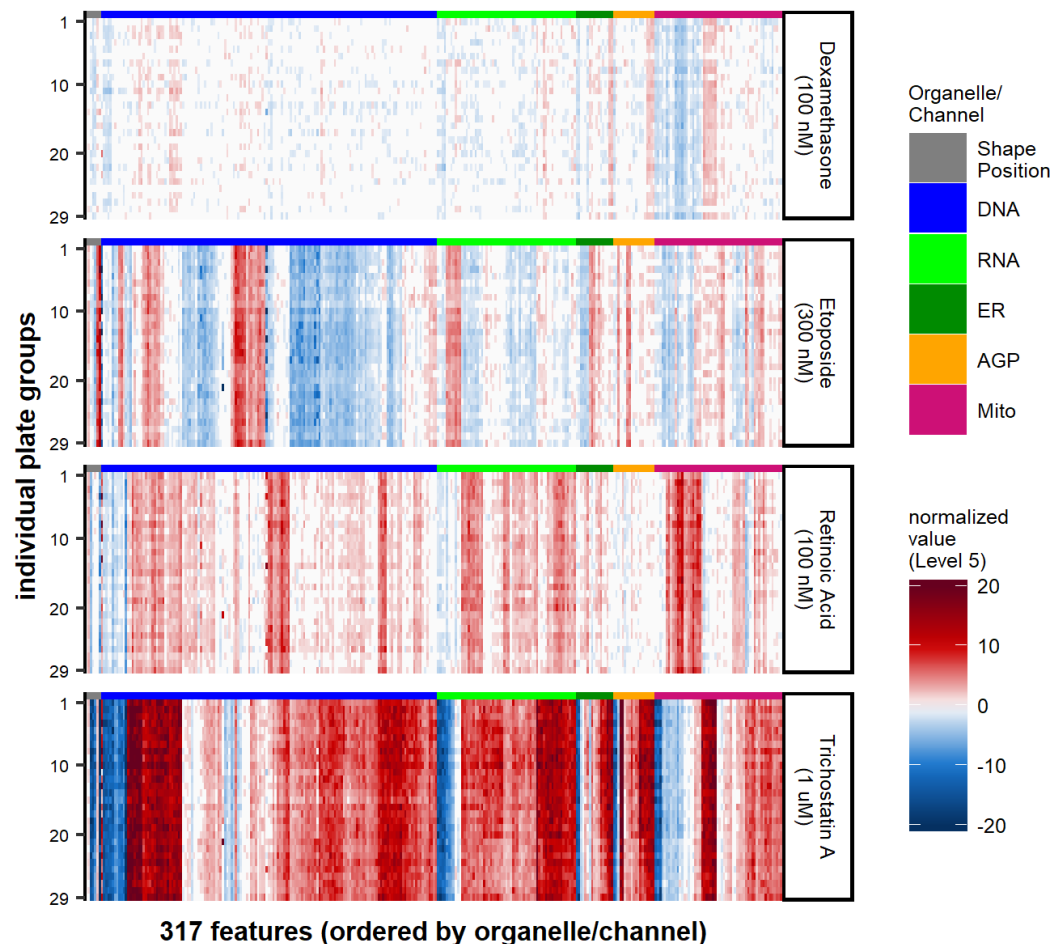 individual plate groups
1
10
20
29
Dexamethasone
(100 nM)
1
10
20
29
Etoposide
(300 nM)
1
10
20
29
Retinoic Acid
(100 nM)
1
10
20
29
Trichostatin A
(1 uM)
317 features (ordered by organelle/channel)
Organelle/
Channel
Shape
Position
DNA
RNA
ER
AGP
Mito
normalized
value
(Level 5)
20
10
0
-10
-20